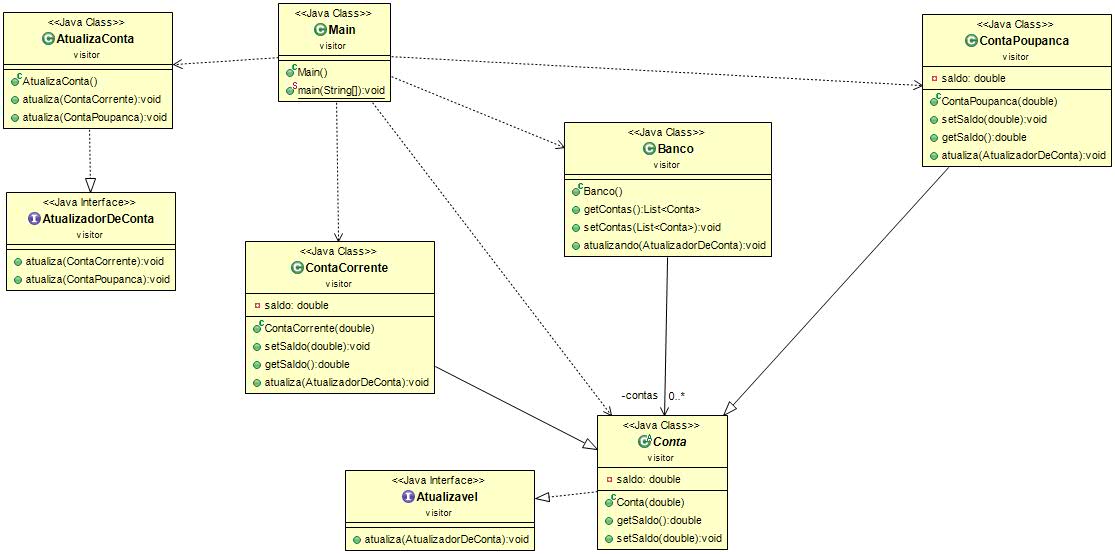 <<Java Class>>
AtualizaConta
visitor
AtualizaConta()
atualiza(ContaCorrente):void
atualiza(ContaPoupanca):void
<<Java Class>>
Main
visitor
Main()
main(String[]):void
<<Java Class>>
ContaPoupanca
visitor
saldo: double
ContaPoupanca(double)
setSaldo(double):void
getSaldo():double
atualiza(AtualizadorDeConta):void
<<Java Class>>
Banco
visitor
Banco()
getContas():List<Conta>
setContas(List<Conta>):void
atualizando(AtualizadorDeConta):void
<<Java Interface>>
AtualizadorDeConta
visitor
atualiza(ContaCorrente):void
atualiza(ContaPoupanca):void
<<Java Class>>
ContaCorrente
visitor
saldo: double
ContaCorrente(double)
setSaldo(double):void
getSaldo():double
atualiza(AtualizadorDeConta):void
-contas 0..*
<<Java Class>>
Conta
visitor
saldo: double
Conta(double)
getSaldo():double
setSaldo(double):void
<<Java Interface>>
Atualizavel
visitor
atualiza(AtualizadorDeConta):void